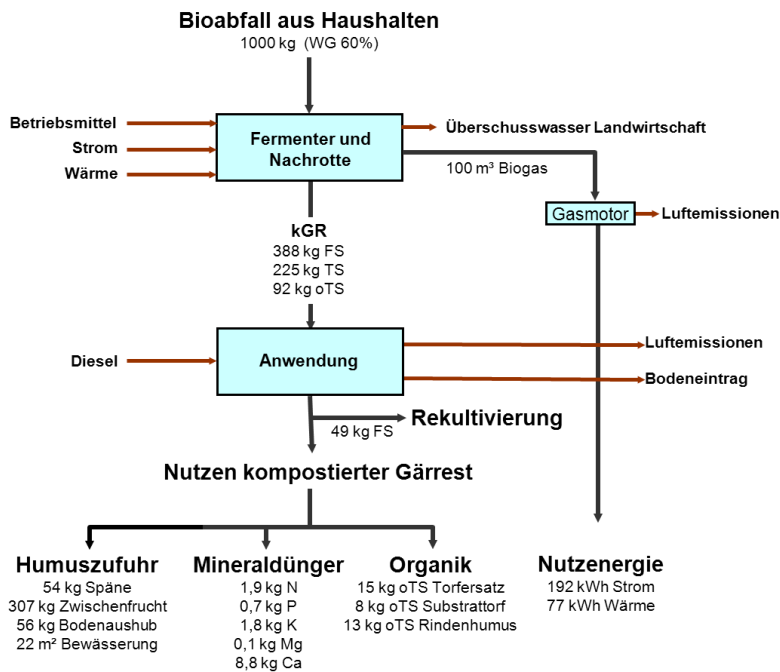 Bioabfall aus Haushalten
1000 kg (WG 60%)
Betriebsmittel
Strom
Wärme
Fermenter und
Nachrotte
Überschusswasser Landwirtschaft
100 m³ Biogas
Gasmotor
Luftemissionen
kGR
388 kg FS
225 kg TS
92 kg oTS
Diesel
Anwendung
Luftemissionen
Bodeneintrag
49 kg FS
Rekultivierung
Nutzen kompostierter Gärrest
Humuszufuhr
54 kg Späne
307 kg Zwischenfrucht
56 kg Bodenaushub
22 m² Bewässerung
Mineraldünger
1,9 kg N
0,7 kg P
1,8 kg K
0,1 kg Mg
8,8 kg Ca
Organik
15 kg oTS Torfersatz
8 kg oTS Substrattorf
13 kg oTS Rindenhumus
Nutzenergie
192 kWh Strom
77 kWh Wärme